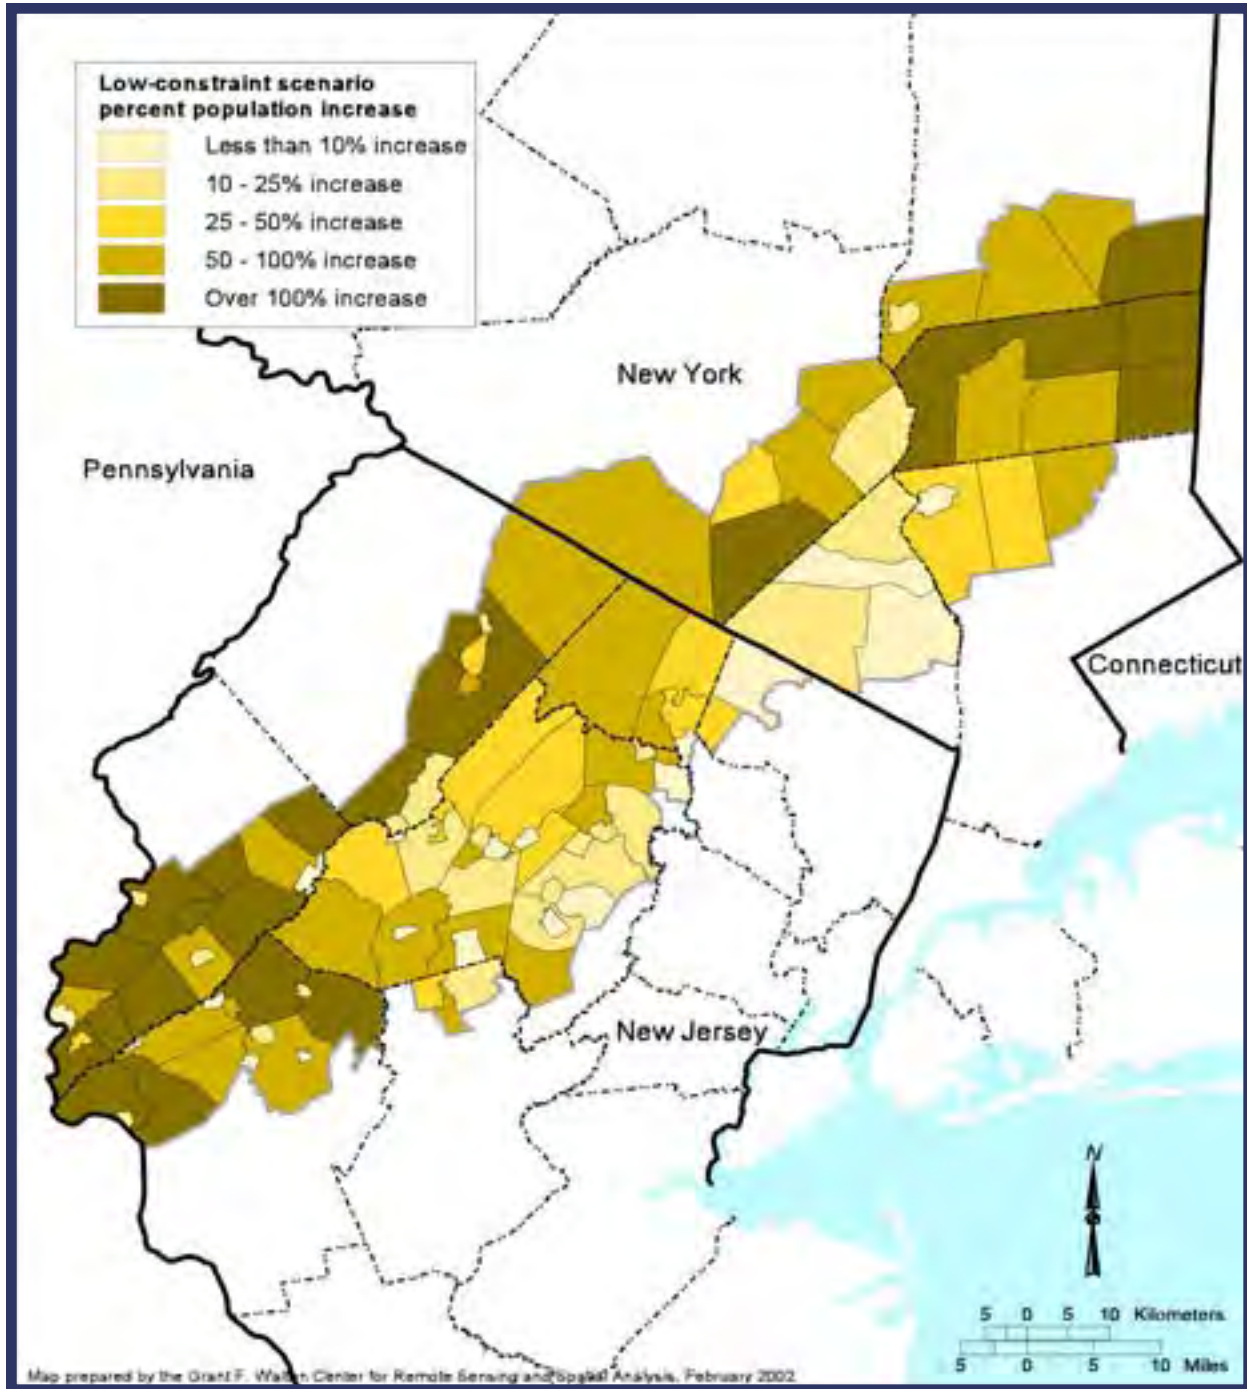 Low-constraint scenario
percent population increase
Less than 10% increase
10 - 25% increase
25 - 50% increase
50 - 100% increase
Over 100% increase
New York
Pennsylvania
Connecticut
New Jersey
N
5 0 5 10 Kilometers
5 0 5 10 Miles
Map prepared by the Grant F. Walton Center for Remote Sensing and Spatial Analysis, February 2002